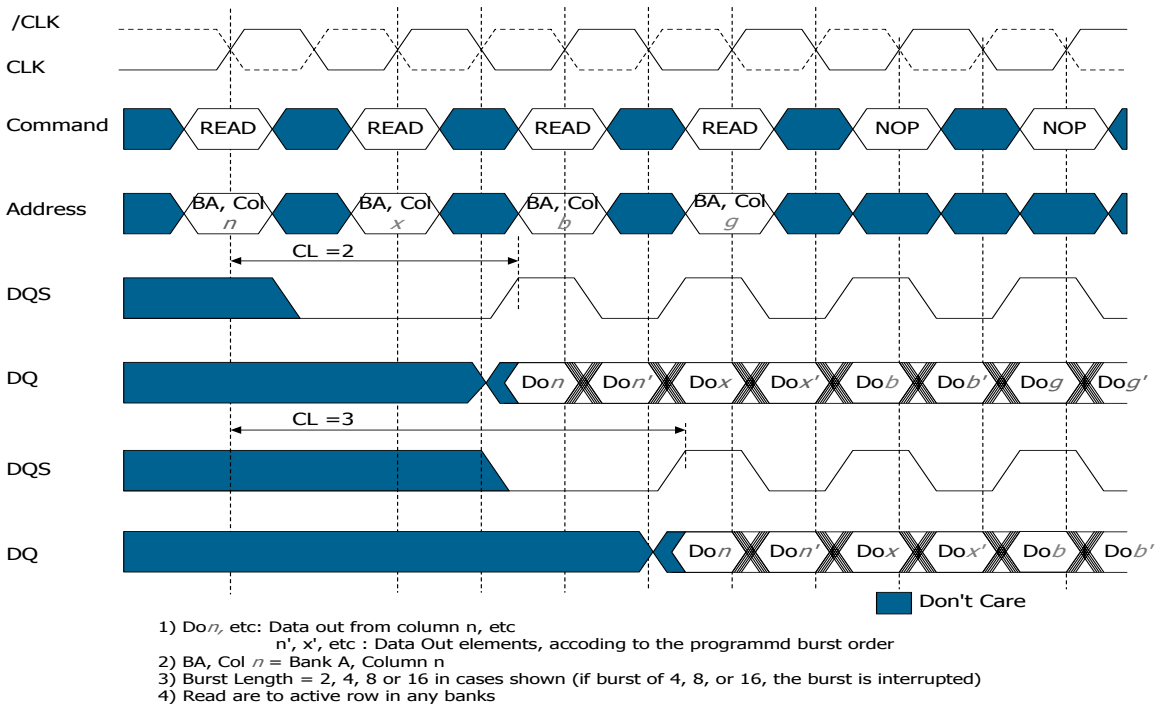 /CLK
CLK
Command READ READ READ READ NOP NOP
Address BA, Col n BA, Col x BA, Col b BA, Col g
CL =2
DQS
DQ Don Don' Dox Dox' Dob Dob' Dog Dog'
CL =3
DQS
DQ Don Don' Dox Dox' Dob Dob'
Don't Care
1) Don, etc: Data out from column n, etc
n', x', etc : Data Out elements, accoding to the programmd burst order
2) BA, Col n = Bank A, Column n
3) Burst Length = 2, 4, 8 or 16 in cases shown (if burst of 4, 8, or 16, the burst is interrupted)
4) Read are to active row in any banks